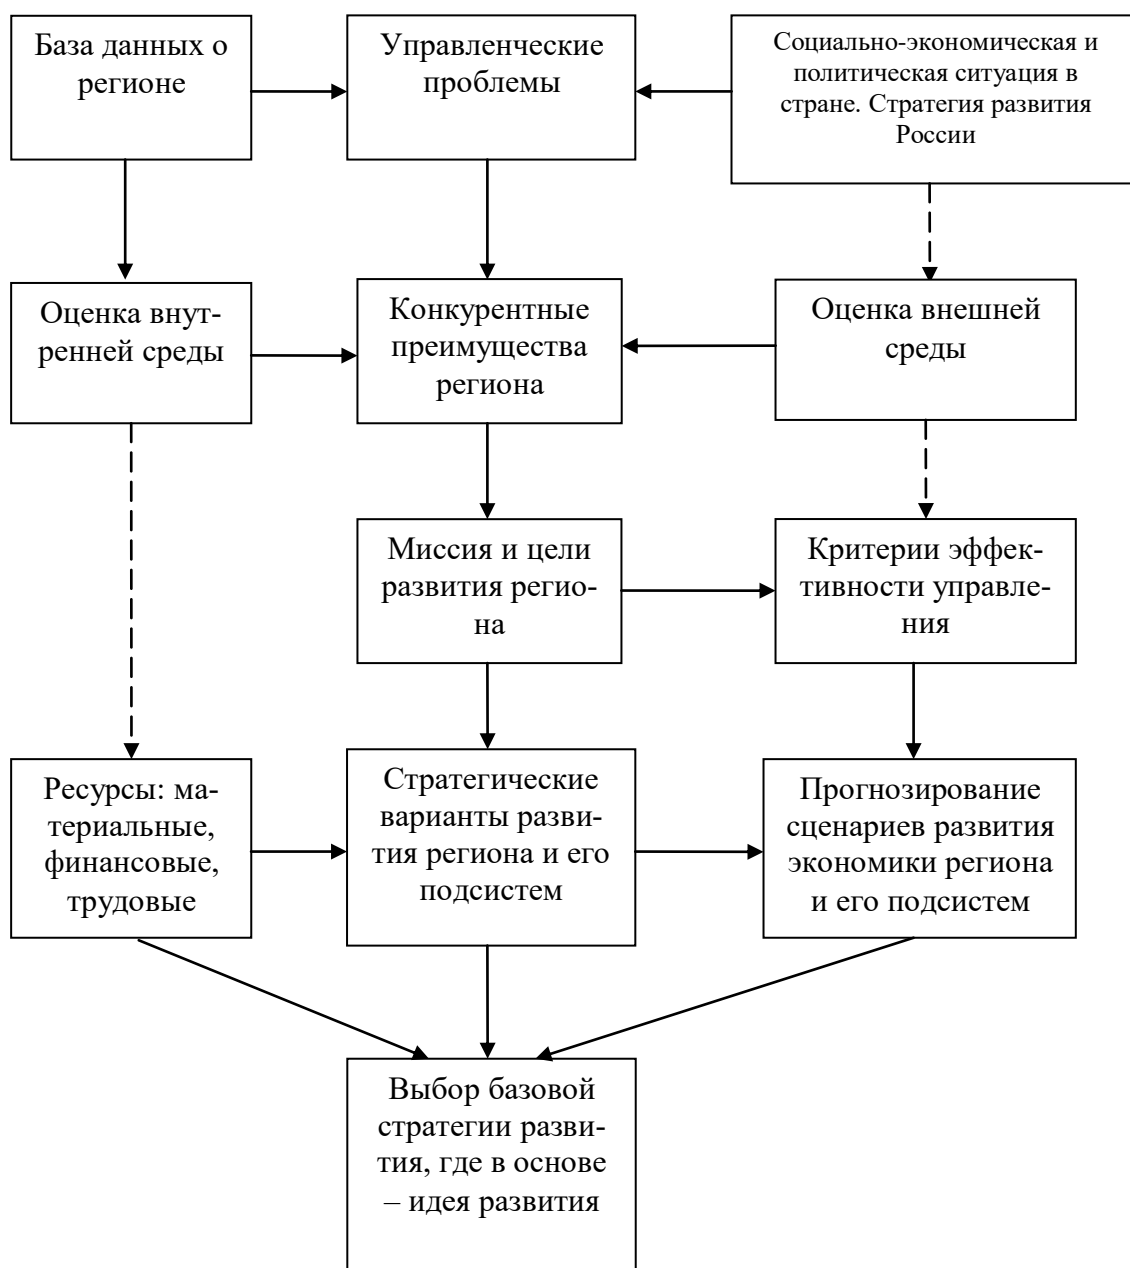 База данных о
регионе
Управленческие
проблемы
Социально-экономическая и
политическая ситуация в
стране. Стратегия развития
России
Оценка внут-
ренней среды
Конкурентные
преимущества
региона
Оценка внешней
среды
Миссия и цели
развития регио-
на
Критерии эффек-
тивности управле-
ния
Ресурсы: ма-
териальные,
финансовые,
трудовые
Стратегические
варианты разви-
тия региона и его
подсистем
Прогнозирование
сценариев развития
экономики региона
и его подсистем
Выбор базовой
стратегии разви-
тия, где в основе
– идея развития